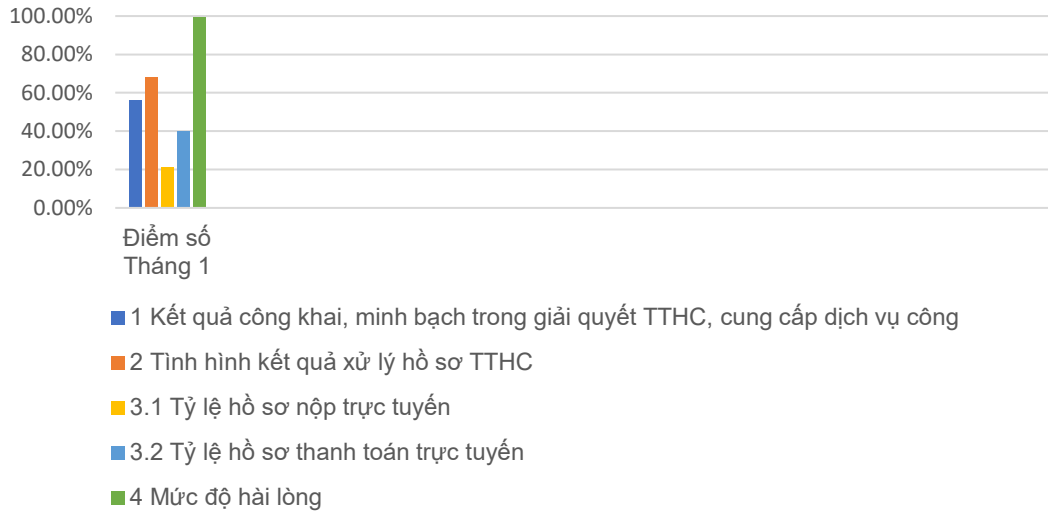 100.00%
80.00%
60.00%
40.00%
20.00%
0.00%
Điểm số
Tháng 1
1 Kết quả công khai, minh bạch trong giải quyết TTHC, cung cấp dịch vụ công
2 Tình hình kết quả xử lý hồ sơ TTHC
3.1 Tỷ lệ hồ sơ nộp trực tuyến
3.2 Tỷ lệ hồ sơ thanh toán trực tuyến
4 Mức độ hài lòng